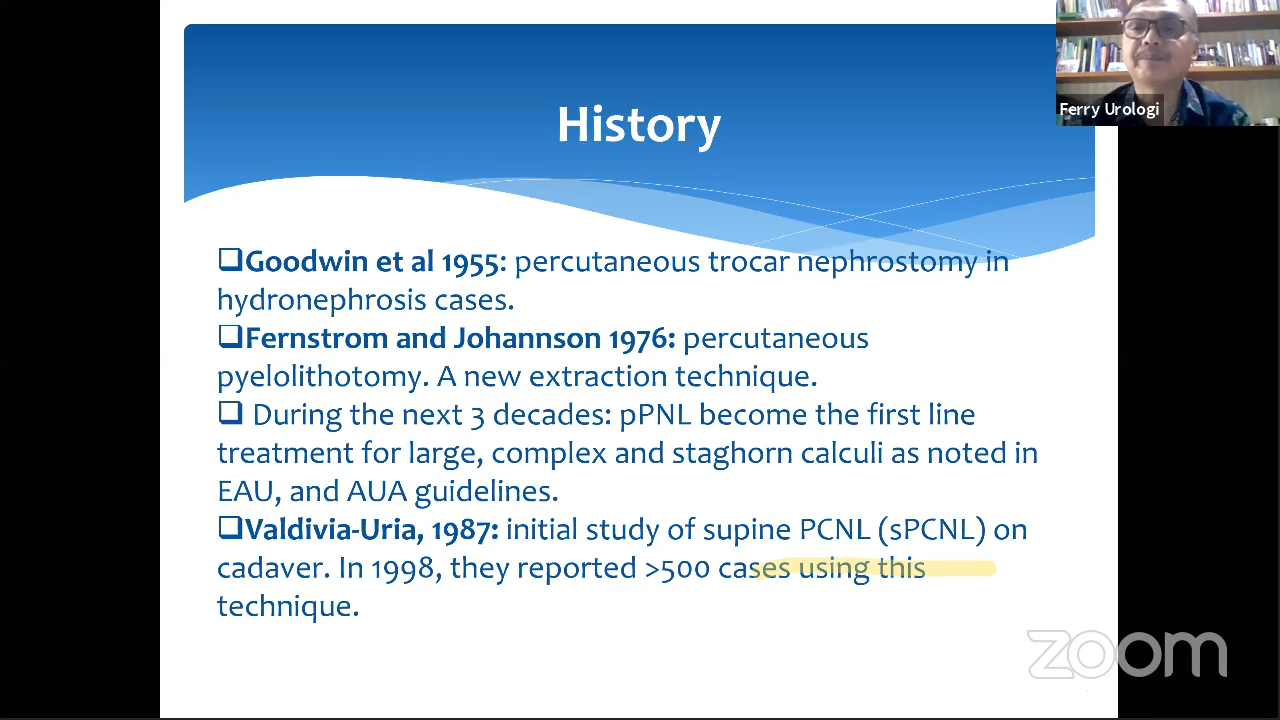 History
Ferry Urologi
❑Goodwin et al 1955: percutaneous trocar nephrostomy in
hydronephrosis cases.
❑Fernstrom and Johannson 1976: percutaneous
pyelolithotomy. A new extraction technique.
❑ During the next 3 decades: pPNL become the first line
treatment for large, complex and staghorn calculi as noted in
EAU, and AUA guidelines.
❑Valdivia-Uria, 1987: initial study of supine PCNL (sPCNL) on
cadaver. In 1998, they reported >500 cases using this
technique.
zoom